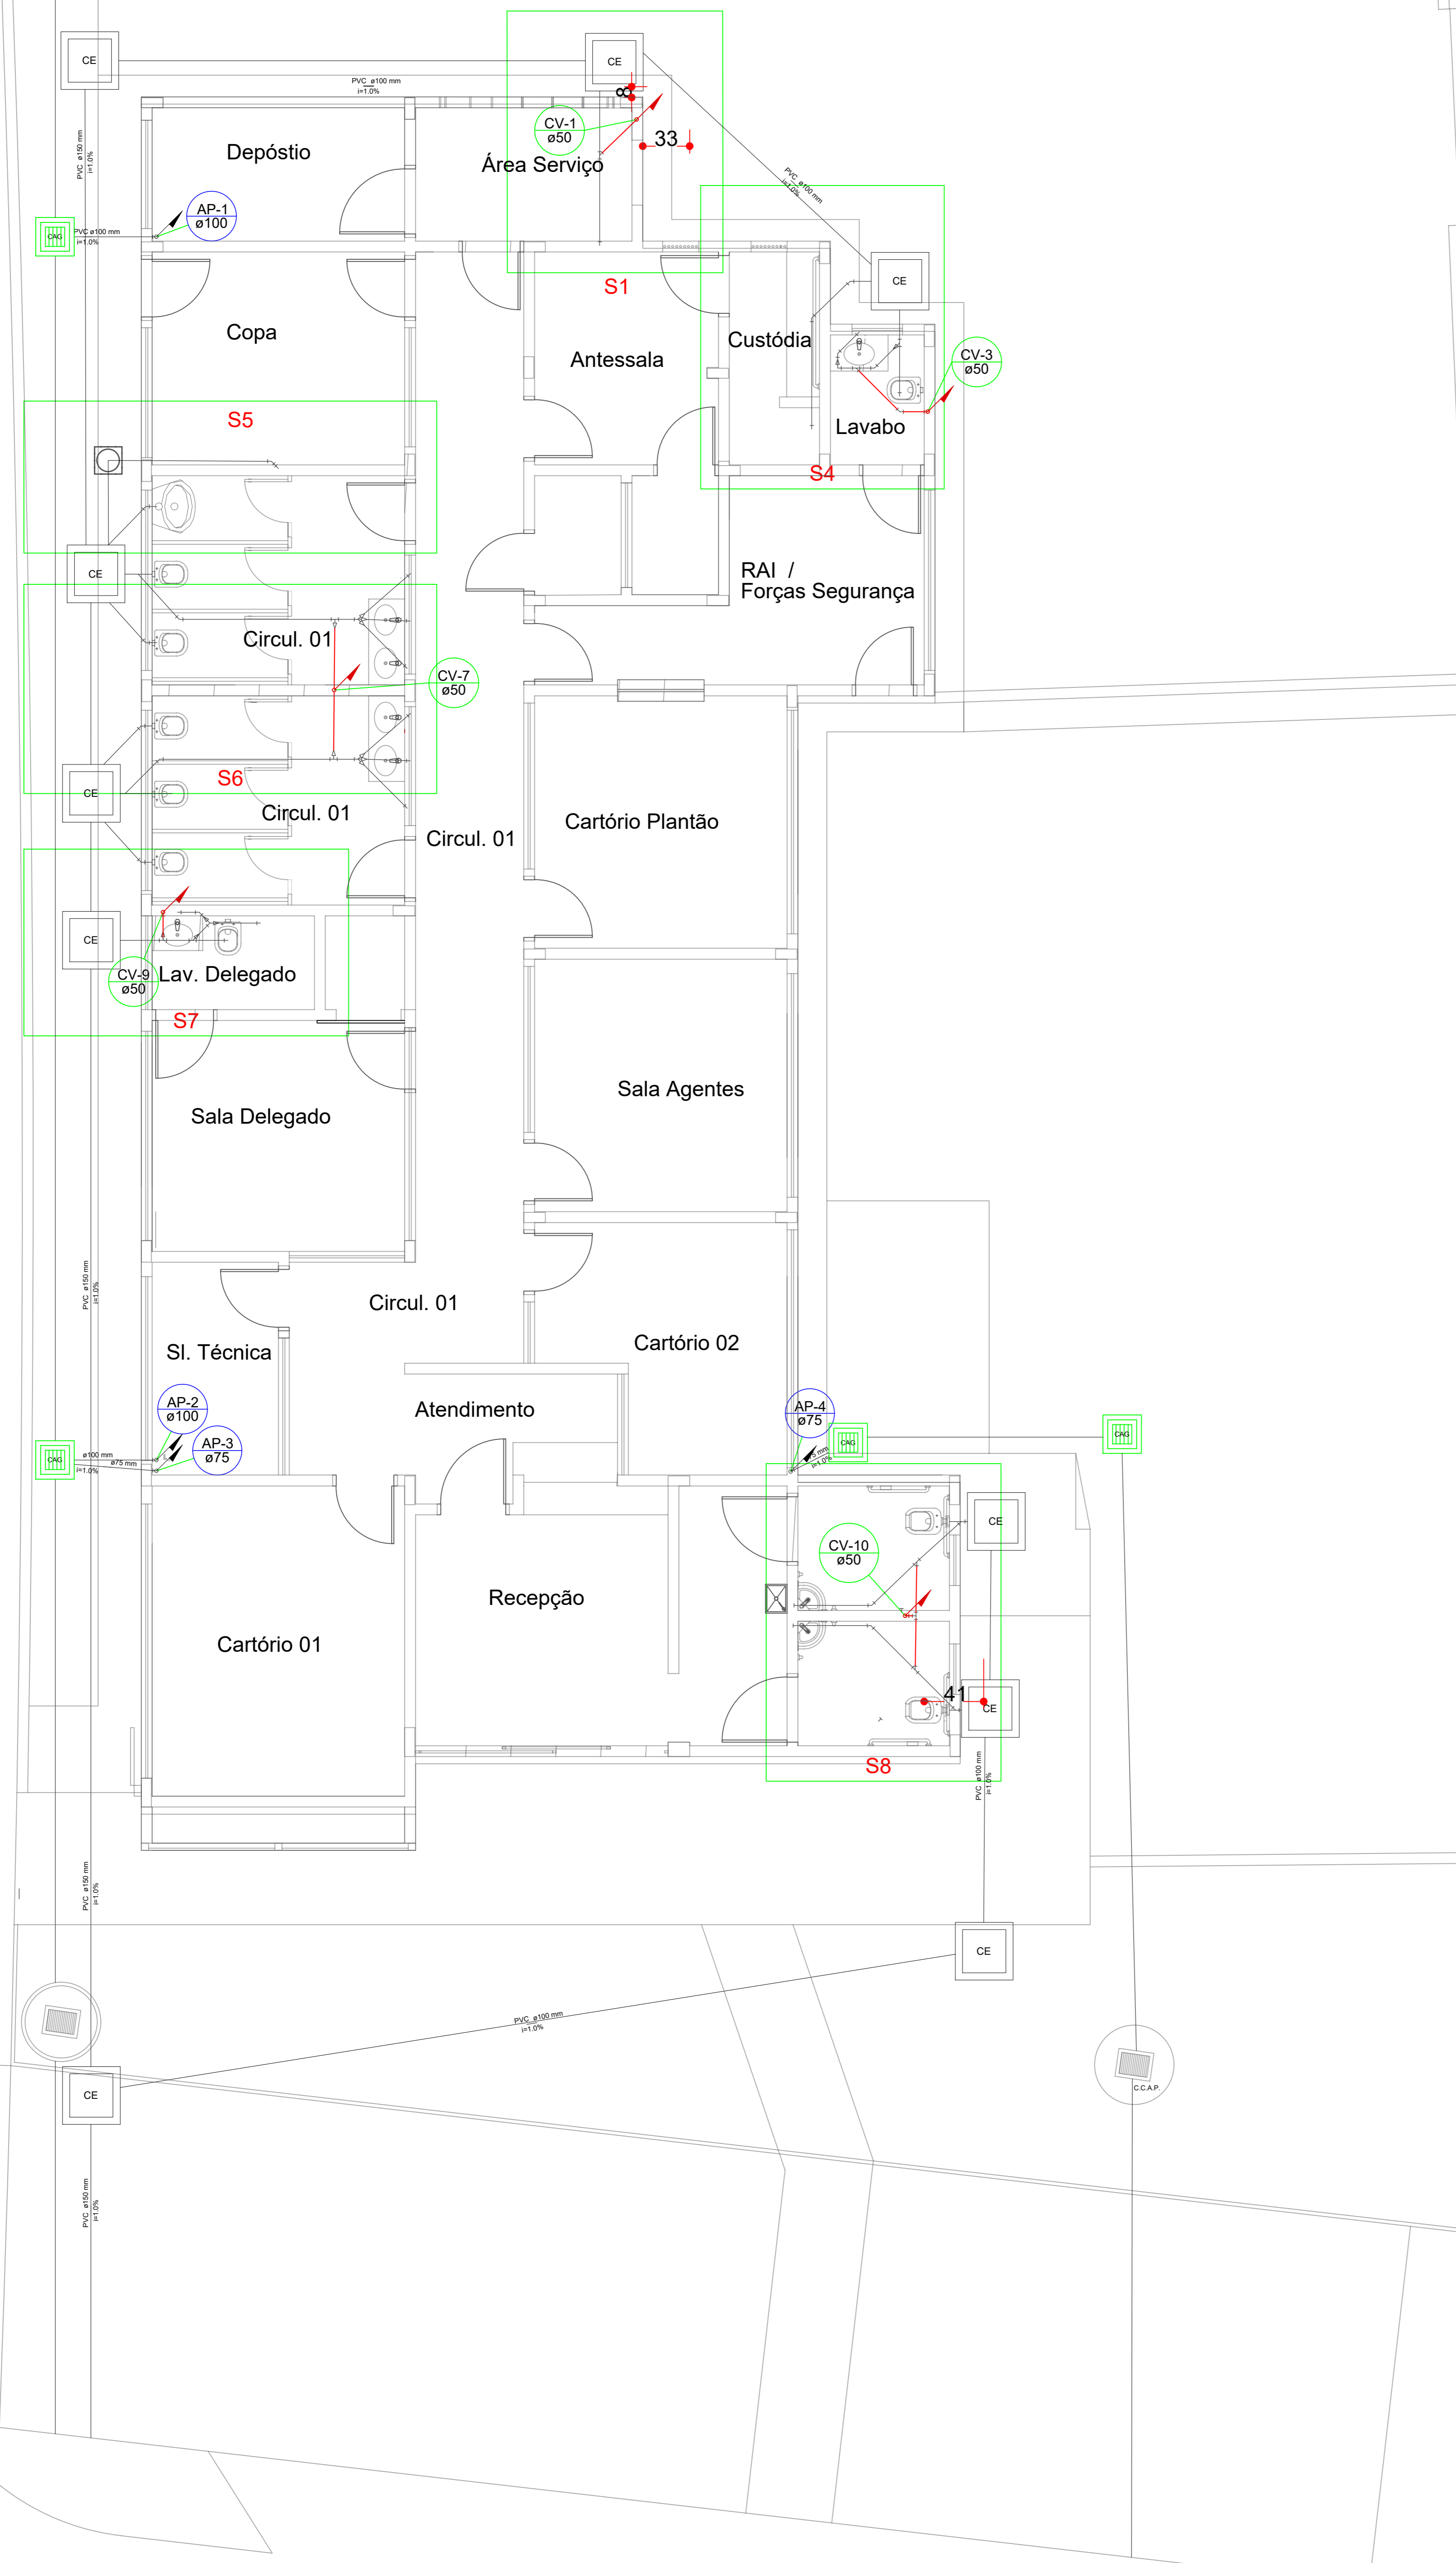 CE
CE
PVC ø100 mm
i=1.0%
8
CV-1
ø50
33
Depóstio
Área Serviço
PVC ø150 mm
i=1.0%
PVC ø100 mm
i=1.0%
AP-1
ø100
CAG
PVC ø100 mm
i=1.0%
S1
CE
Copa
Antessala
Custódia
CV-3
ø50
S5
Lavabo
S4
CE
RAI /
Forças Segurança
Circul. 01
CV-7
ø50
S6
CE
Circul. 01
Circul. 01
Cartório Plantão
CE
CV-9
ø50
Lav. Delegado
S7
Sala Agentes
Sala Delegado
PVC ø150 mm
i=1.0%
Circul. 01
Cartório 02
Sl. Técnica
AP-2
ø100
Atendimento
AP-4
ø75
AP-3
ø75
CAG
ø100 mm
i=1.0%
ø75 mm
ø75 mm
i=1.0%
CAG
CAG
CE
CV-10
ø50
Recepção
Cartório 01
41
CE
S8
PVC ø100 mm
i=1.0%
PVC ø150 mm
i=1.0%
CE
PVC ø100 mm
i=1.0%
C.C.A.P.
CE
PVC ø150 mm
i=1.0%